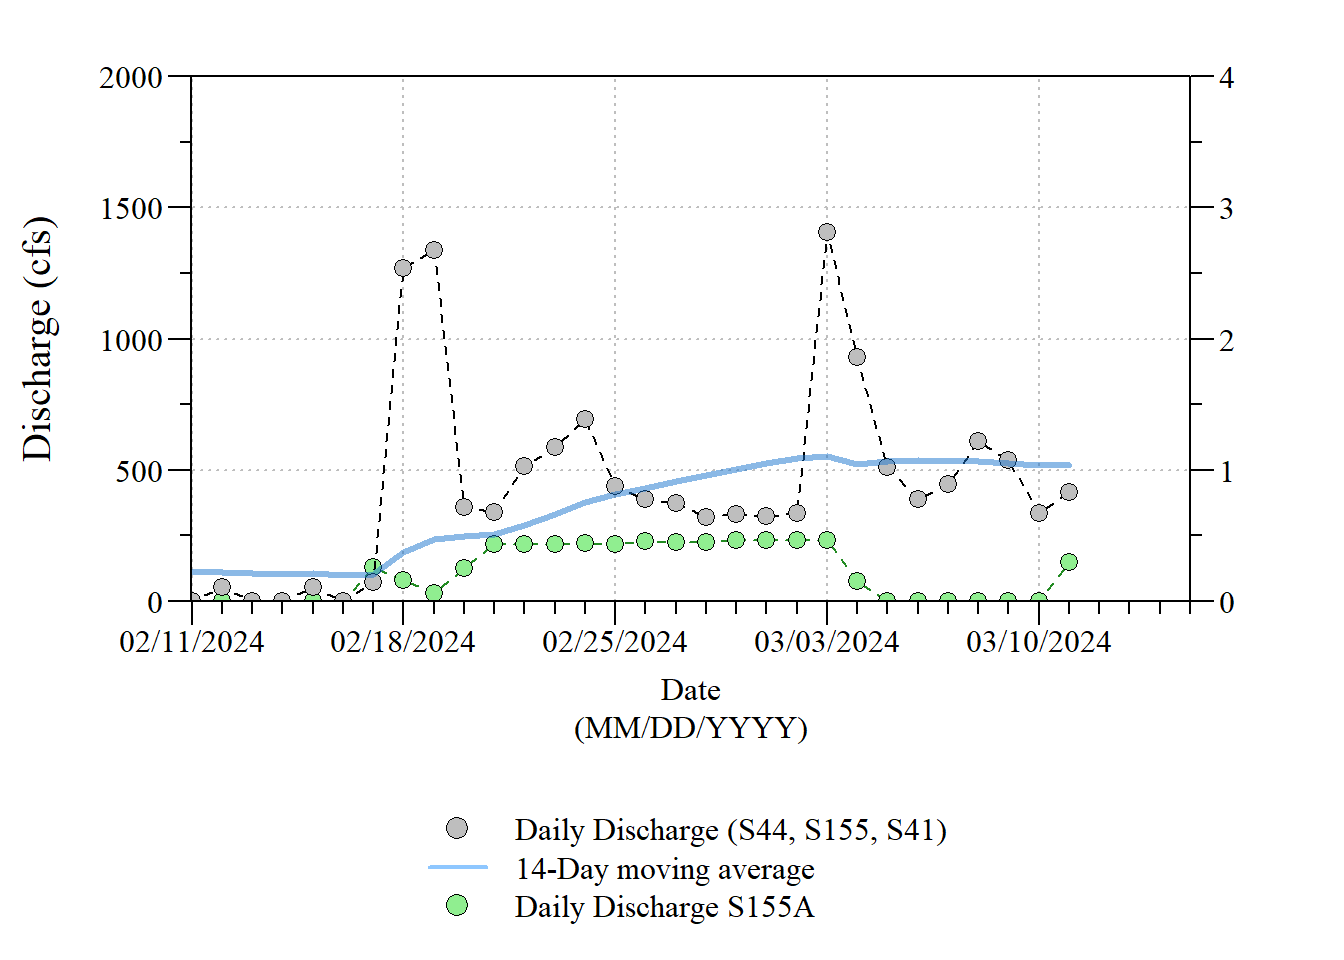 2000
1500
1000
500
0
4
3
2
1
0
Discharge (cfs)
02/11/2024 02/18/2024 02/25/2024 03/03/2024 03/10/2024
Date
(MM/DD/YYYY)
Daily Discharge (S44, S155, S41)
14-Day moving average
Daily Discharge S155A